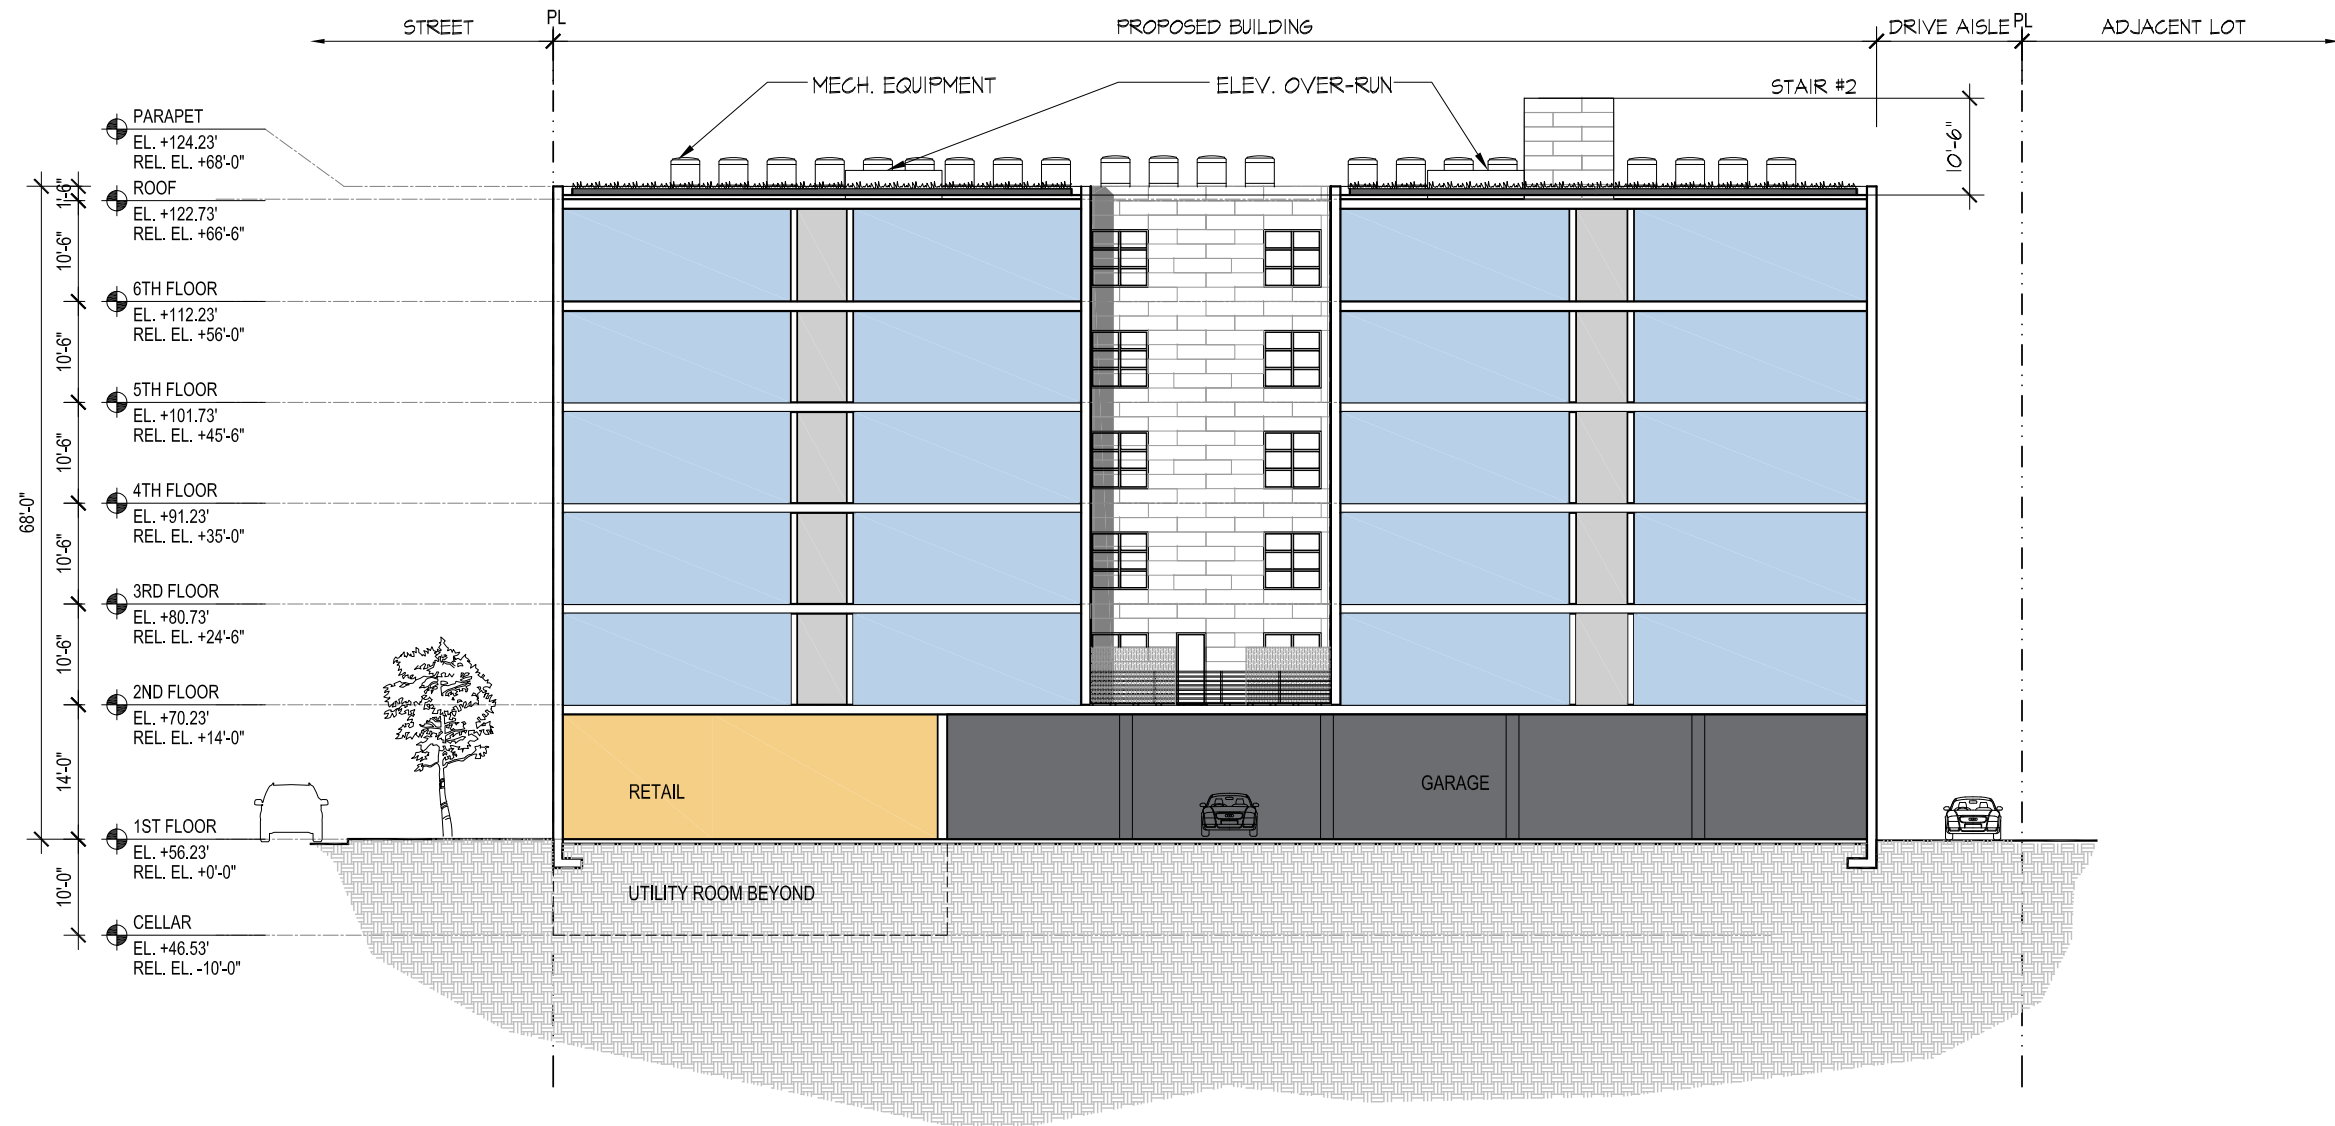 STREET
PL
PROPOSED BUILDING
DRIVE AISLE
PL
ADJACENT LOT
MECH. EQUIPMENT
ELEV. OVER-RUN
STAIR #2
10'-6"
PARAPET
EL. +124.23'
REL. EL. +68'-0"
1'-6"
ROOF
EL. +122.73'
REL. EL. +66'-6"
10'-6"
6TH FLOOR
EL. +112.23'
REL. EL. +56'-0"
10'-6"
5TH FLOOR
EL. +101.73'
REL. EL. +45'-6"
10'-6"
68'-0"
4TH FLOOR
EL. +91.23'
REL. EL. +35'-0"
10'-6"
3RD FLOOR
EL. +80.73'
REL. EL. +24'-6"
10'-6"
2ND FLOOR
EL. +70.23'
REL. EL. +14'-0"
14'-0"
RETAIL
GARAGE
1ST FLOOR
EL. +56.23'
REL. EL. +0'-0"
10'-0"
UTILITY ROOM BEYOND
CELLAR
EL. +46.53'
REL. EL. -10'-0"